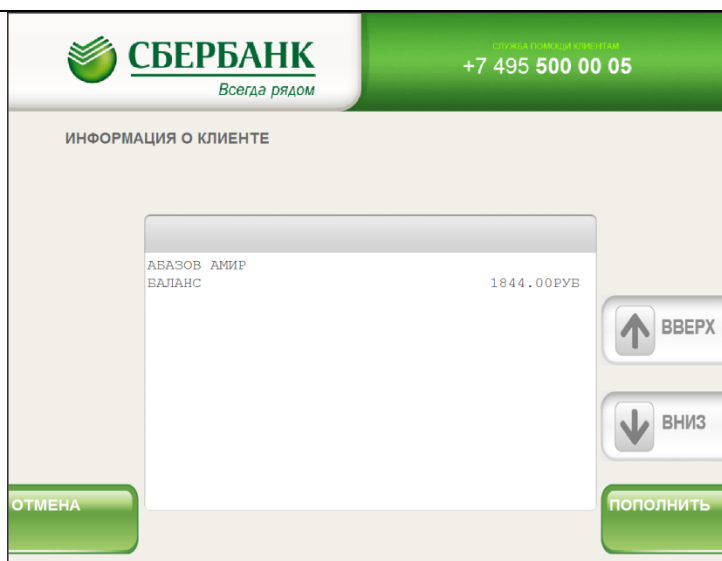 СБЕРБАНК
Всегда рядом
СЛУЖБА ПОМОЩИ КЛИЕНТАМ
+7 495 500 00 05
ИНФОРМАЦИЯ О КЛИЕНТЕ
АБАЗОВ АМИР
БАЛАНС 1844.00РУБ
ВВЕРХ
ВНИЗ
ОТМЕНА
ПОПОЛНИТЬ